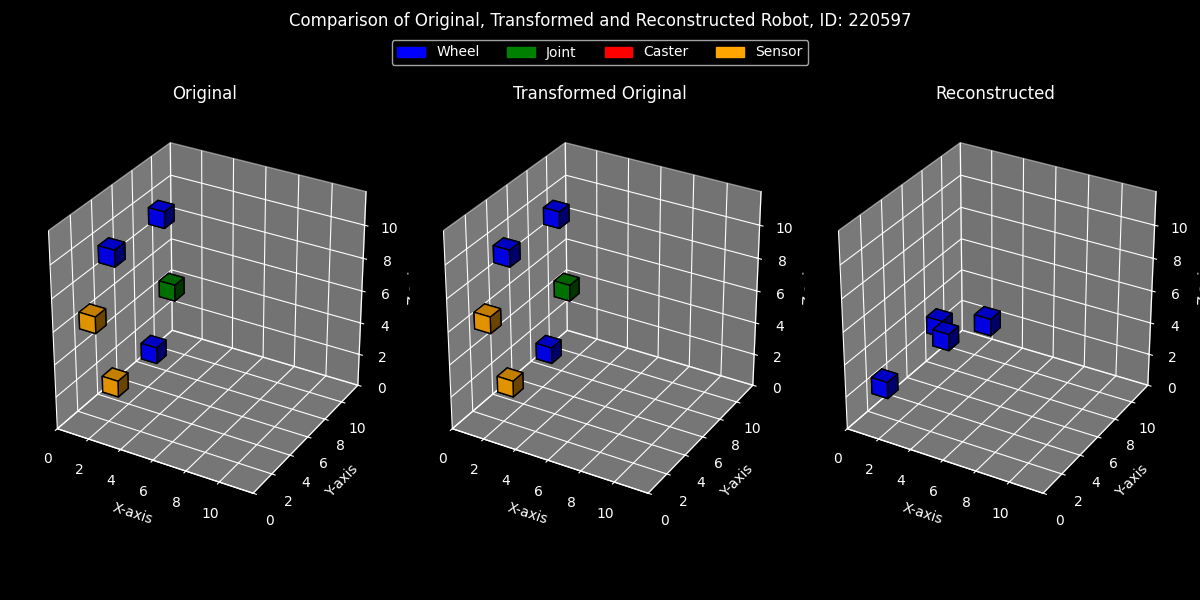 Comparison of Original, Transformed and Reconstructed Robot, ID: 220597
Wheel Joint Caster Sensor
Original Transformed Original Reconstructed
10 10 10
8 8 8
6 6 6
4 4 4
2 2 2
0 0 0
10 10 10
8 8 8
6 6 6
4 4 4
2 2 2
0 0 0
0 2 4 6 8 10 0 2 4 6 8 10 0 2 4 6 8 10
X-axis Y-axis X-axis Y-axis X-axis Y-axis